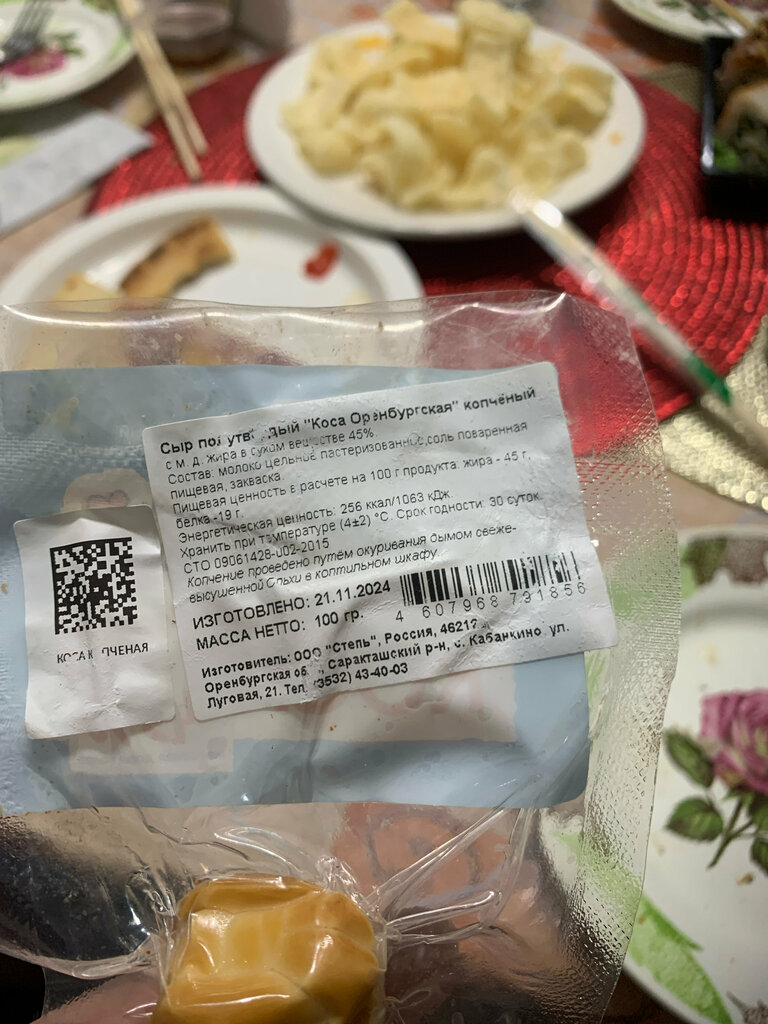 Сыр полутвёрдый "Коса Оренбургская" копчёный
с м.д. жира в сухом веществе 45%.
Состав: молоко цельное пастеризованное, соль поваренная
пищевая, закваска.
Пищевая ценность в расчете на 100 г продукта: жира - 45 г,
белка -19 г.
Энергетическая ценность: 256 ккал/1063 кДж.
Хранить при температуре (4±2) °С. Срок годности: 30 суток.
СТО 09061428-002-2015
Копчение проведено путём окуривания дымом свеже-
высушенной ольхи в коптильном шкафу.
ИЗГОТОВЛЕНО: 21.11.2024
МАССА НЕТТО: 100 гр.
4 607968 791856
Изготовитель: ООО "Степь", Россия,
Оренбургская Саракташский р-н, с. Кабанкино, ул.
Луговая, 21. Тел. (3532) 43-40-03
КОСА КОПЧЕНАЯ